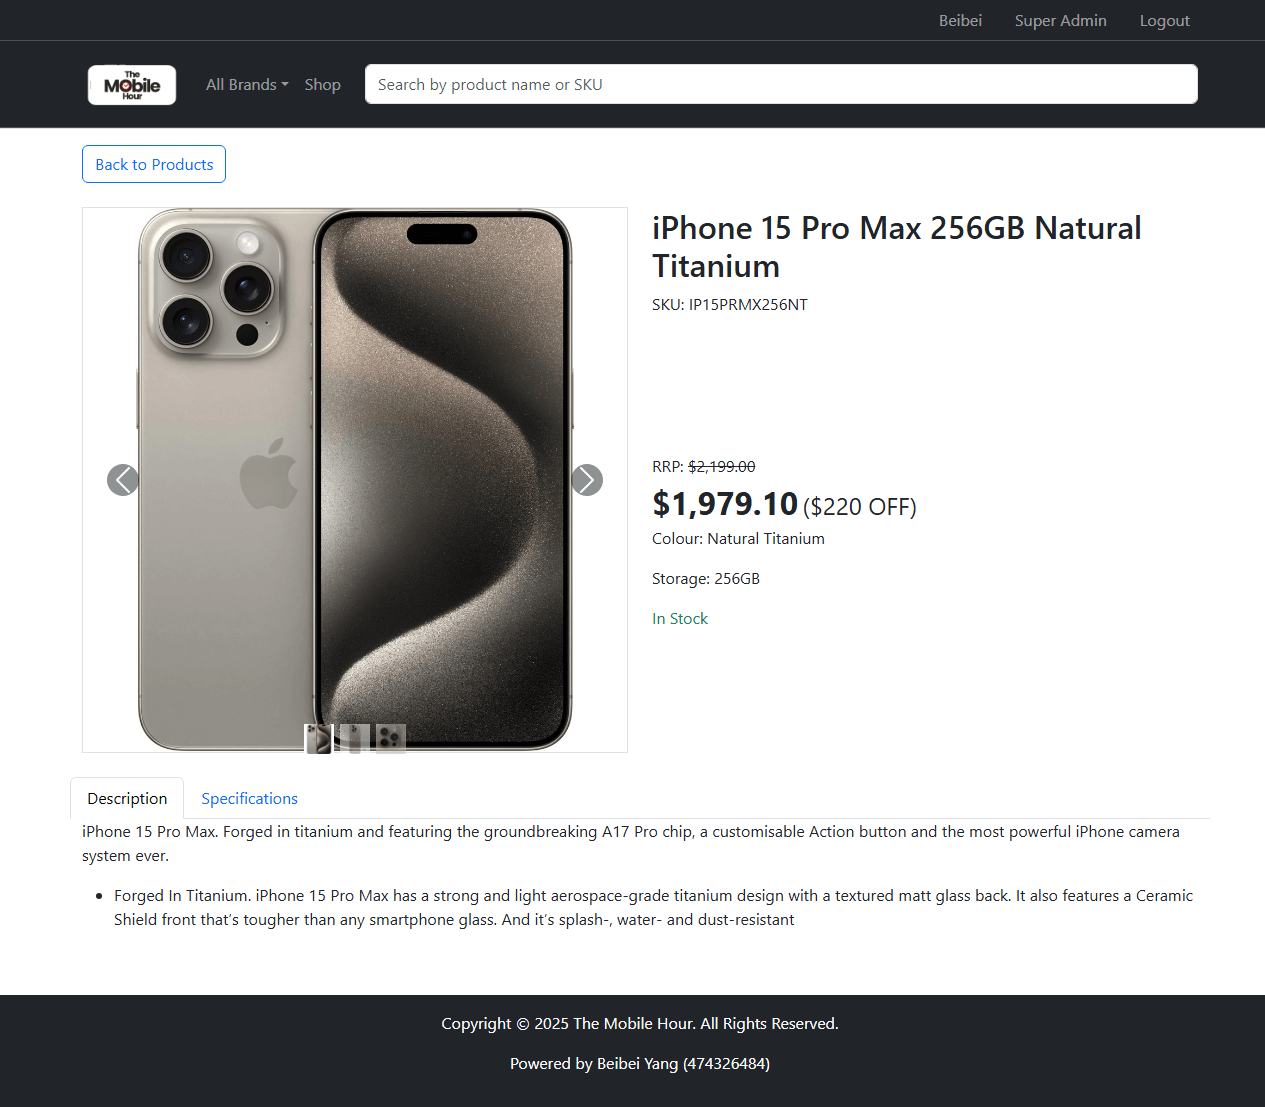 Beibei Super Admin Logout
The
Mobile
Hour
All Brands Shop Search by product name or SKU
Back to Products
iPhone 15 Pro Max 256GB Natural
Titanium
SKU: IP15PRMX256NT
RRP: $2,199.00
$1,979.10 ($220 OFF)
Colour: Natural Titanium
Storage: 256GB
In Stock
Description Specifications
iPhone 15 Pro Max. Forged in titanium and featuring the groundbreaking A17 Pro chip, a customisable Action button and the most powerful iPhone camera
system ever.
• Forged In Titanium. iPhone 15 Pro Max has a strong and light aerospace-grade titanium design with a textured matt glass back. It also features a Ceramic
Shield front that's tougher than any smartphone glass. And it's splash-, water- and dust-resistant
Copyright © 2025 The Mobile Hour. All Rights Reserved.
Powered by Beibei Yang (474326484)